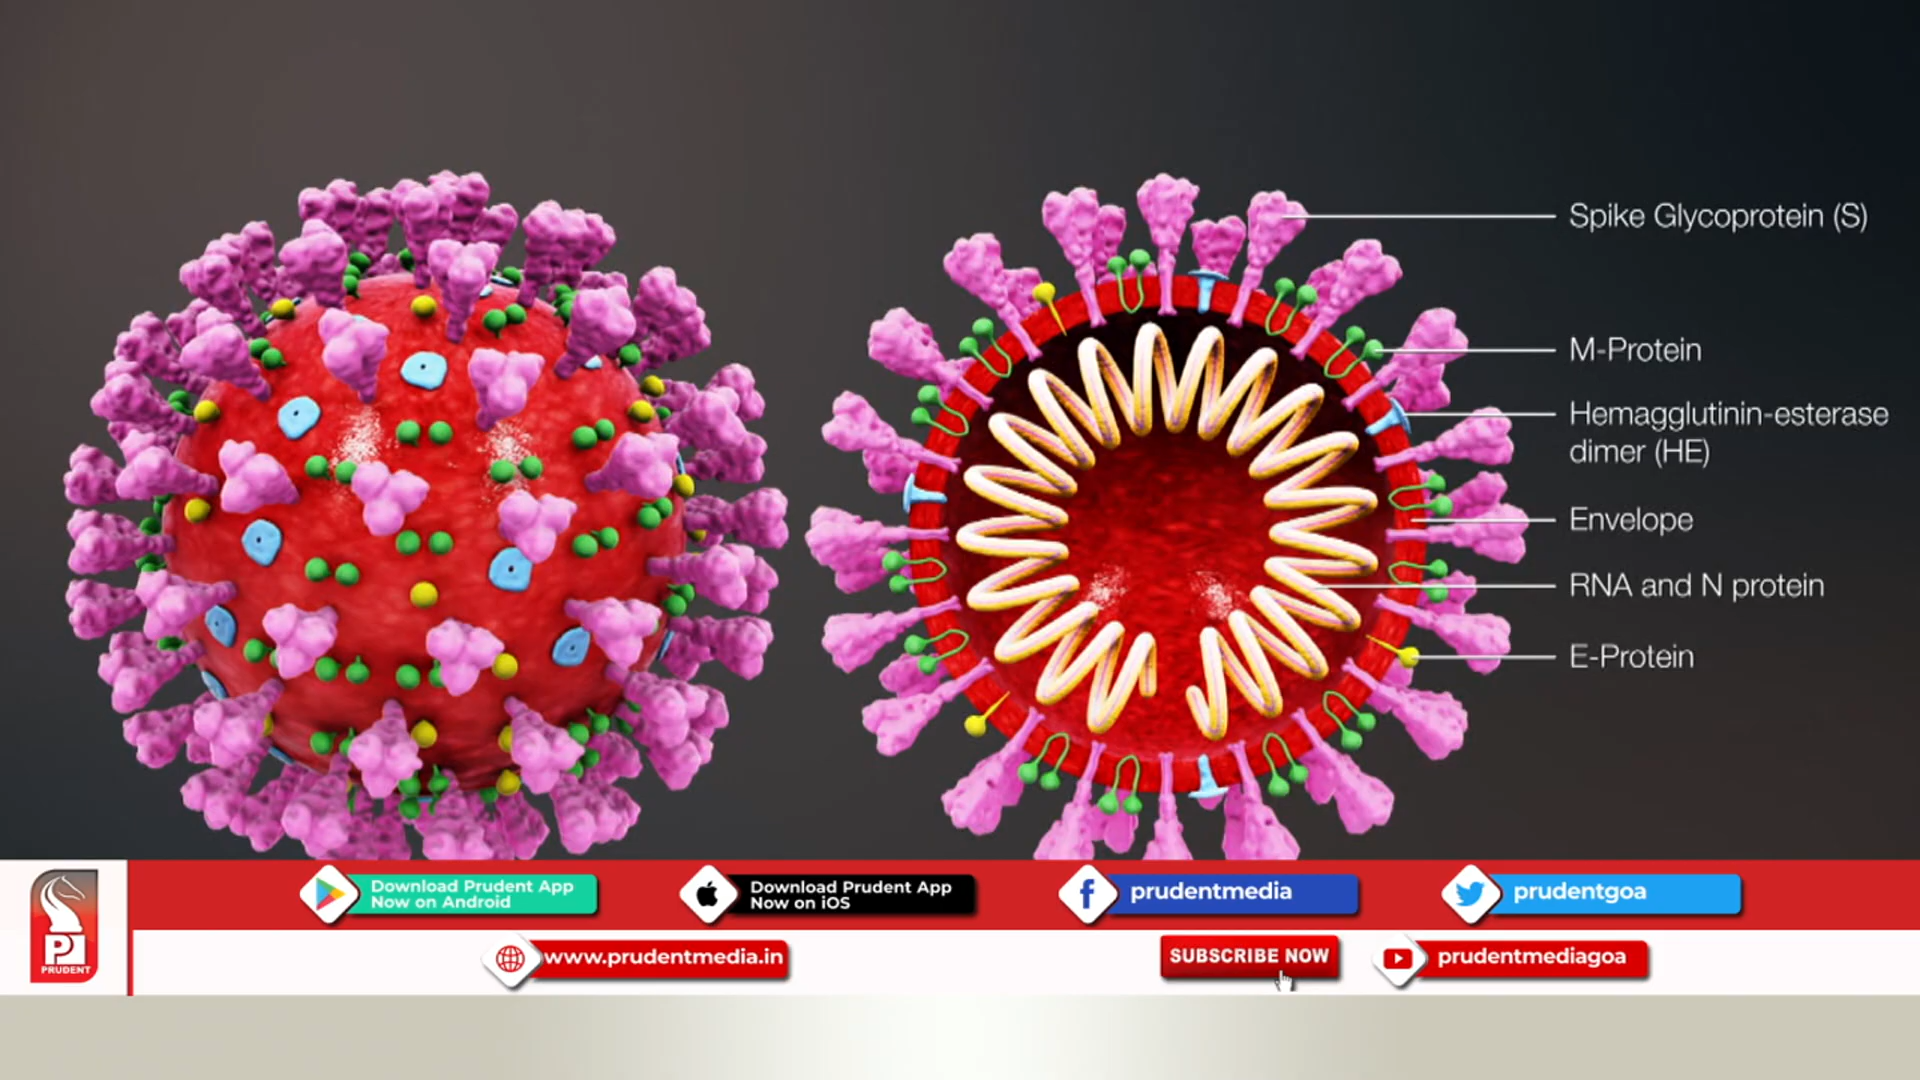 Spike Glycoprotein (S)
M-Protein
Hemagglutinin-esterase
dimer (HE)
Envelope
RNA and N protein
E-Protein
PRUDENT
Download Prudent App
Now on Android
Download Prudent App
Now on iOS
prudentmedia
prudentgoa
www.prudentmedia.in
SUBSCRIBE NOW
prudentmediagoa